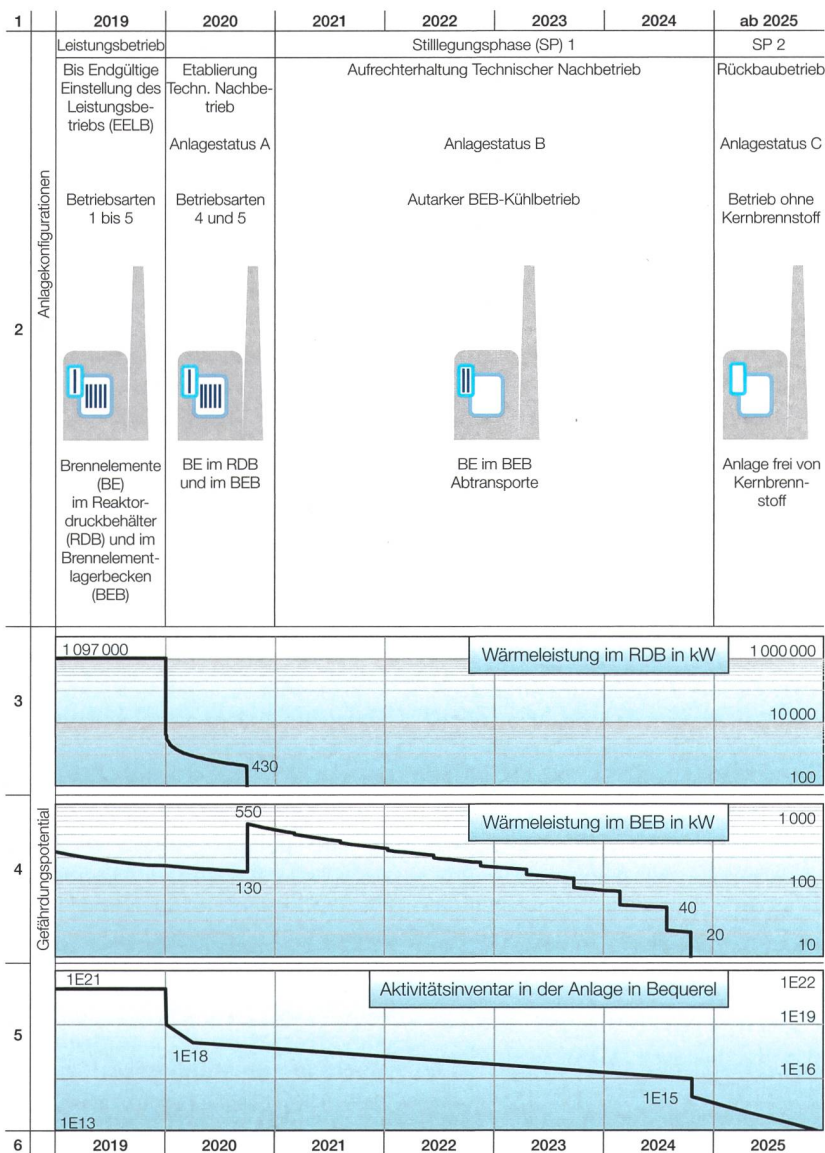 1 2019 2020 2021 2022 2023 2024 ab 2025
Leistungsbetrieb Stilllegungsphase (SP) 1 SP 2
2
Anlagekonfigurationen
Bis Endgültige
Einstellung des
Leistungsbe-
triebs (EELB)
Betriebsarten
1 bis 5
Brennelemente
(BE)
im Reaktor-
druckbehälter
(RDB) und im
Brennelement-
lagerbecken
(BEB)
Etablierung
Techn. Nachbe-
trieb
Anlagestatus A
Betriebsarten
4 und 5
BE im RDB
und im BEB
Aufrechterhaltung Technischer Nachbetrieb
Anlagestatus B
Autarker BEB-Kühlbetrieb
BE im BEB
Abtransporte
Rückbaubetrieb
Anlagestatus C
Betrieb ohne
Kernbrennstoff
Anlage frei von
Kernbrenn-
stoff
Gefährdungspotential
3
1 097 000
Wärmeleistung im RDB in kW
1 000 000
10 000
430
100
4
550
Wärmeleistung im BEB in kW
1 000
130
100
40
20
10
5
1E21
Aktivitätsinventar in der Anlage in Bequerel
1E22
1E19
1E18
1E16
1E15
1E13
6 2019 2020 2021 2022 2023 2024 2025